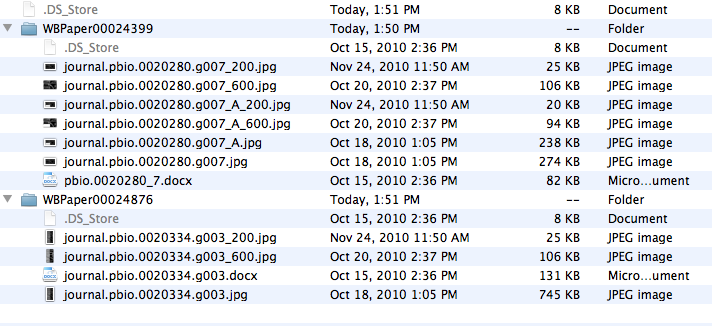 .DS_Store Today, 1:51 PM 8 KB Document
WBPaper00024399 Today, 1:50 PM -- Folder
.DS_Store Oct 15, 2010 2:36 PM 8 KB Document
journal.pbio.0020280.g007_200.jpg Nov 24, 2010 11:50 AM 25 KB JPEG image
journal.pbio.0020280.g007_600.jpg Oct 20, 2010 2:37 PM 106 KB JPEG image
journal.pbio.0020280.g007_A_200.jpg Nov 24, 2010 11:50 AM 20 KB JPEG image
journal.pbio.0020280.g007_A_600.jpg Oct 20, 2010 2:37 PM 94 KB JPEG image
journal.pbio.0020280.g007_A.jpg Oct 18, 2010 1:05 PM 238 KB JPEG image
journal.pbio.0020280.g007.jpg Oct 18, 2010 1:05 PM 274 KB JPEG image
pbio.0020280_7.docx Oct 15, 2010 2:36 PM 82 KB Micro...ument
WBPaper00024876 Today, 1:51 PM -- Folder
.DS_Store Oct 15, 2010 2:36 PM 8 KB Document
journal.pbio.0020334.g003_200.jpg Nov 24, 2010 11:50 AM 25 KB JPEG image
journal.pbio.0020334.g003_600.jpg Oct 20, 2010 2:37 PM 106 KB JPEG image
journal.pbio.0020334.g003.docx Oct 15, 2010 2:36 PM 131 KB Micro...ument
journal.pbio.0020334.g003.jpg Oct 18, 2010 1:05 PM 745 KB JPEG image